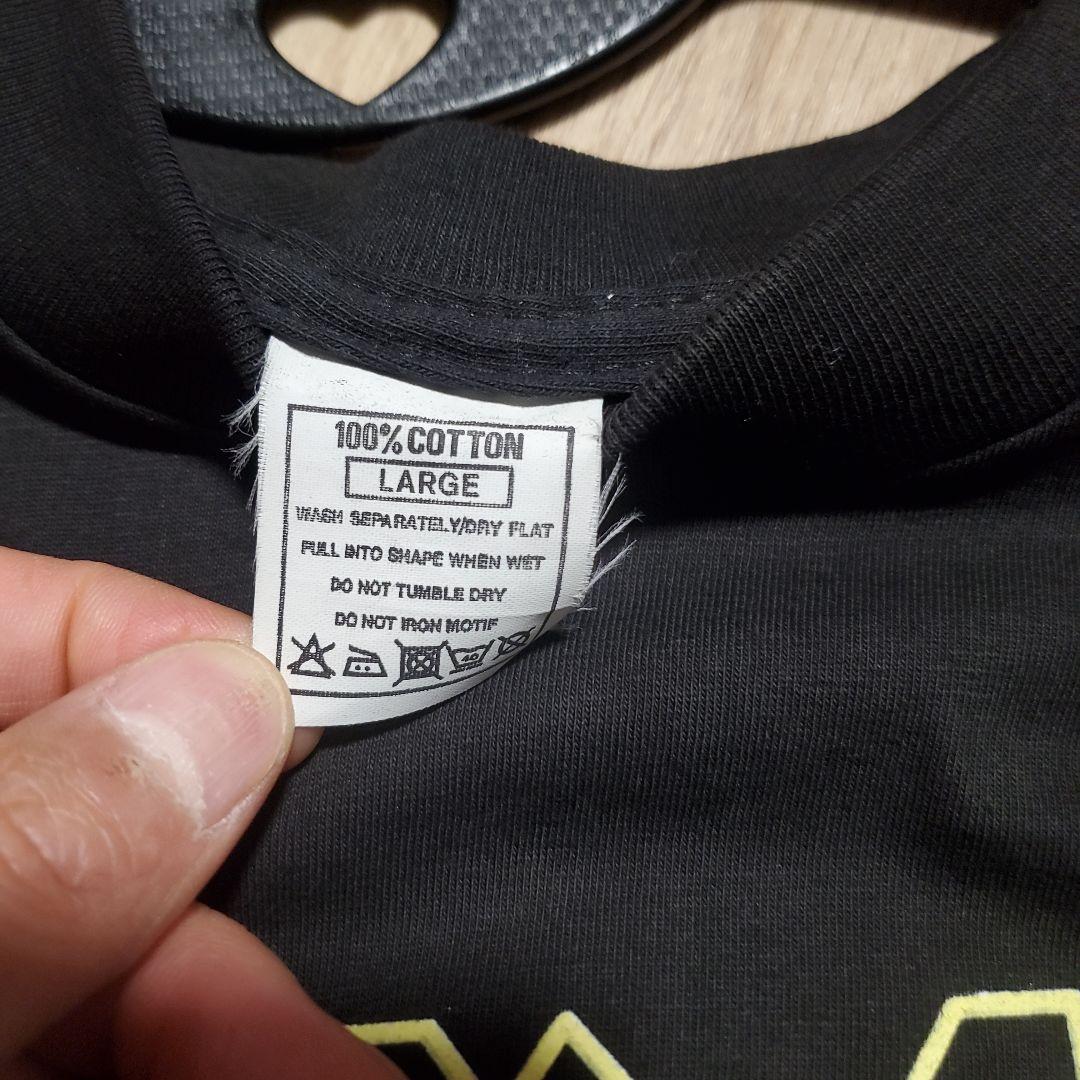 100% COTTON
LARGE
WASH SEPARATELY/DRY FLAT
PULL INTO SHAPE WHEN WET
DO NOT TUMBLE DRY
DO NOT IRON MOTIF
40